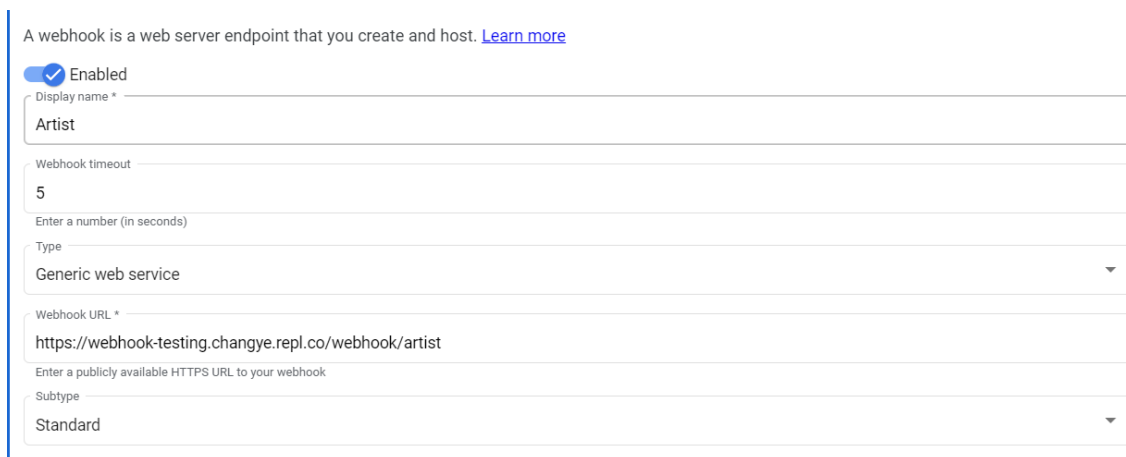 A webhook is a web server endpoint that you create and host. Learn more
Enabled
Display name *
Artist
Webhook timeout
5
Enter a number (in seconds)
Type
Generic web service
Webhook URL *
https://webhook-testing.changye.repl.co/webhook/artist
Enter a publicly available HTTPS URL to your webhook
Subtype
Standard